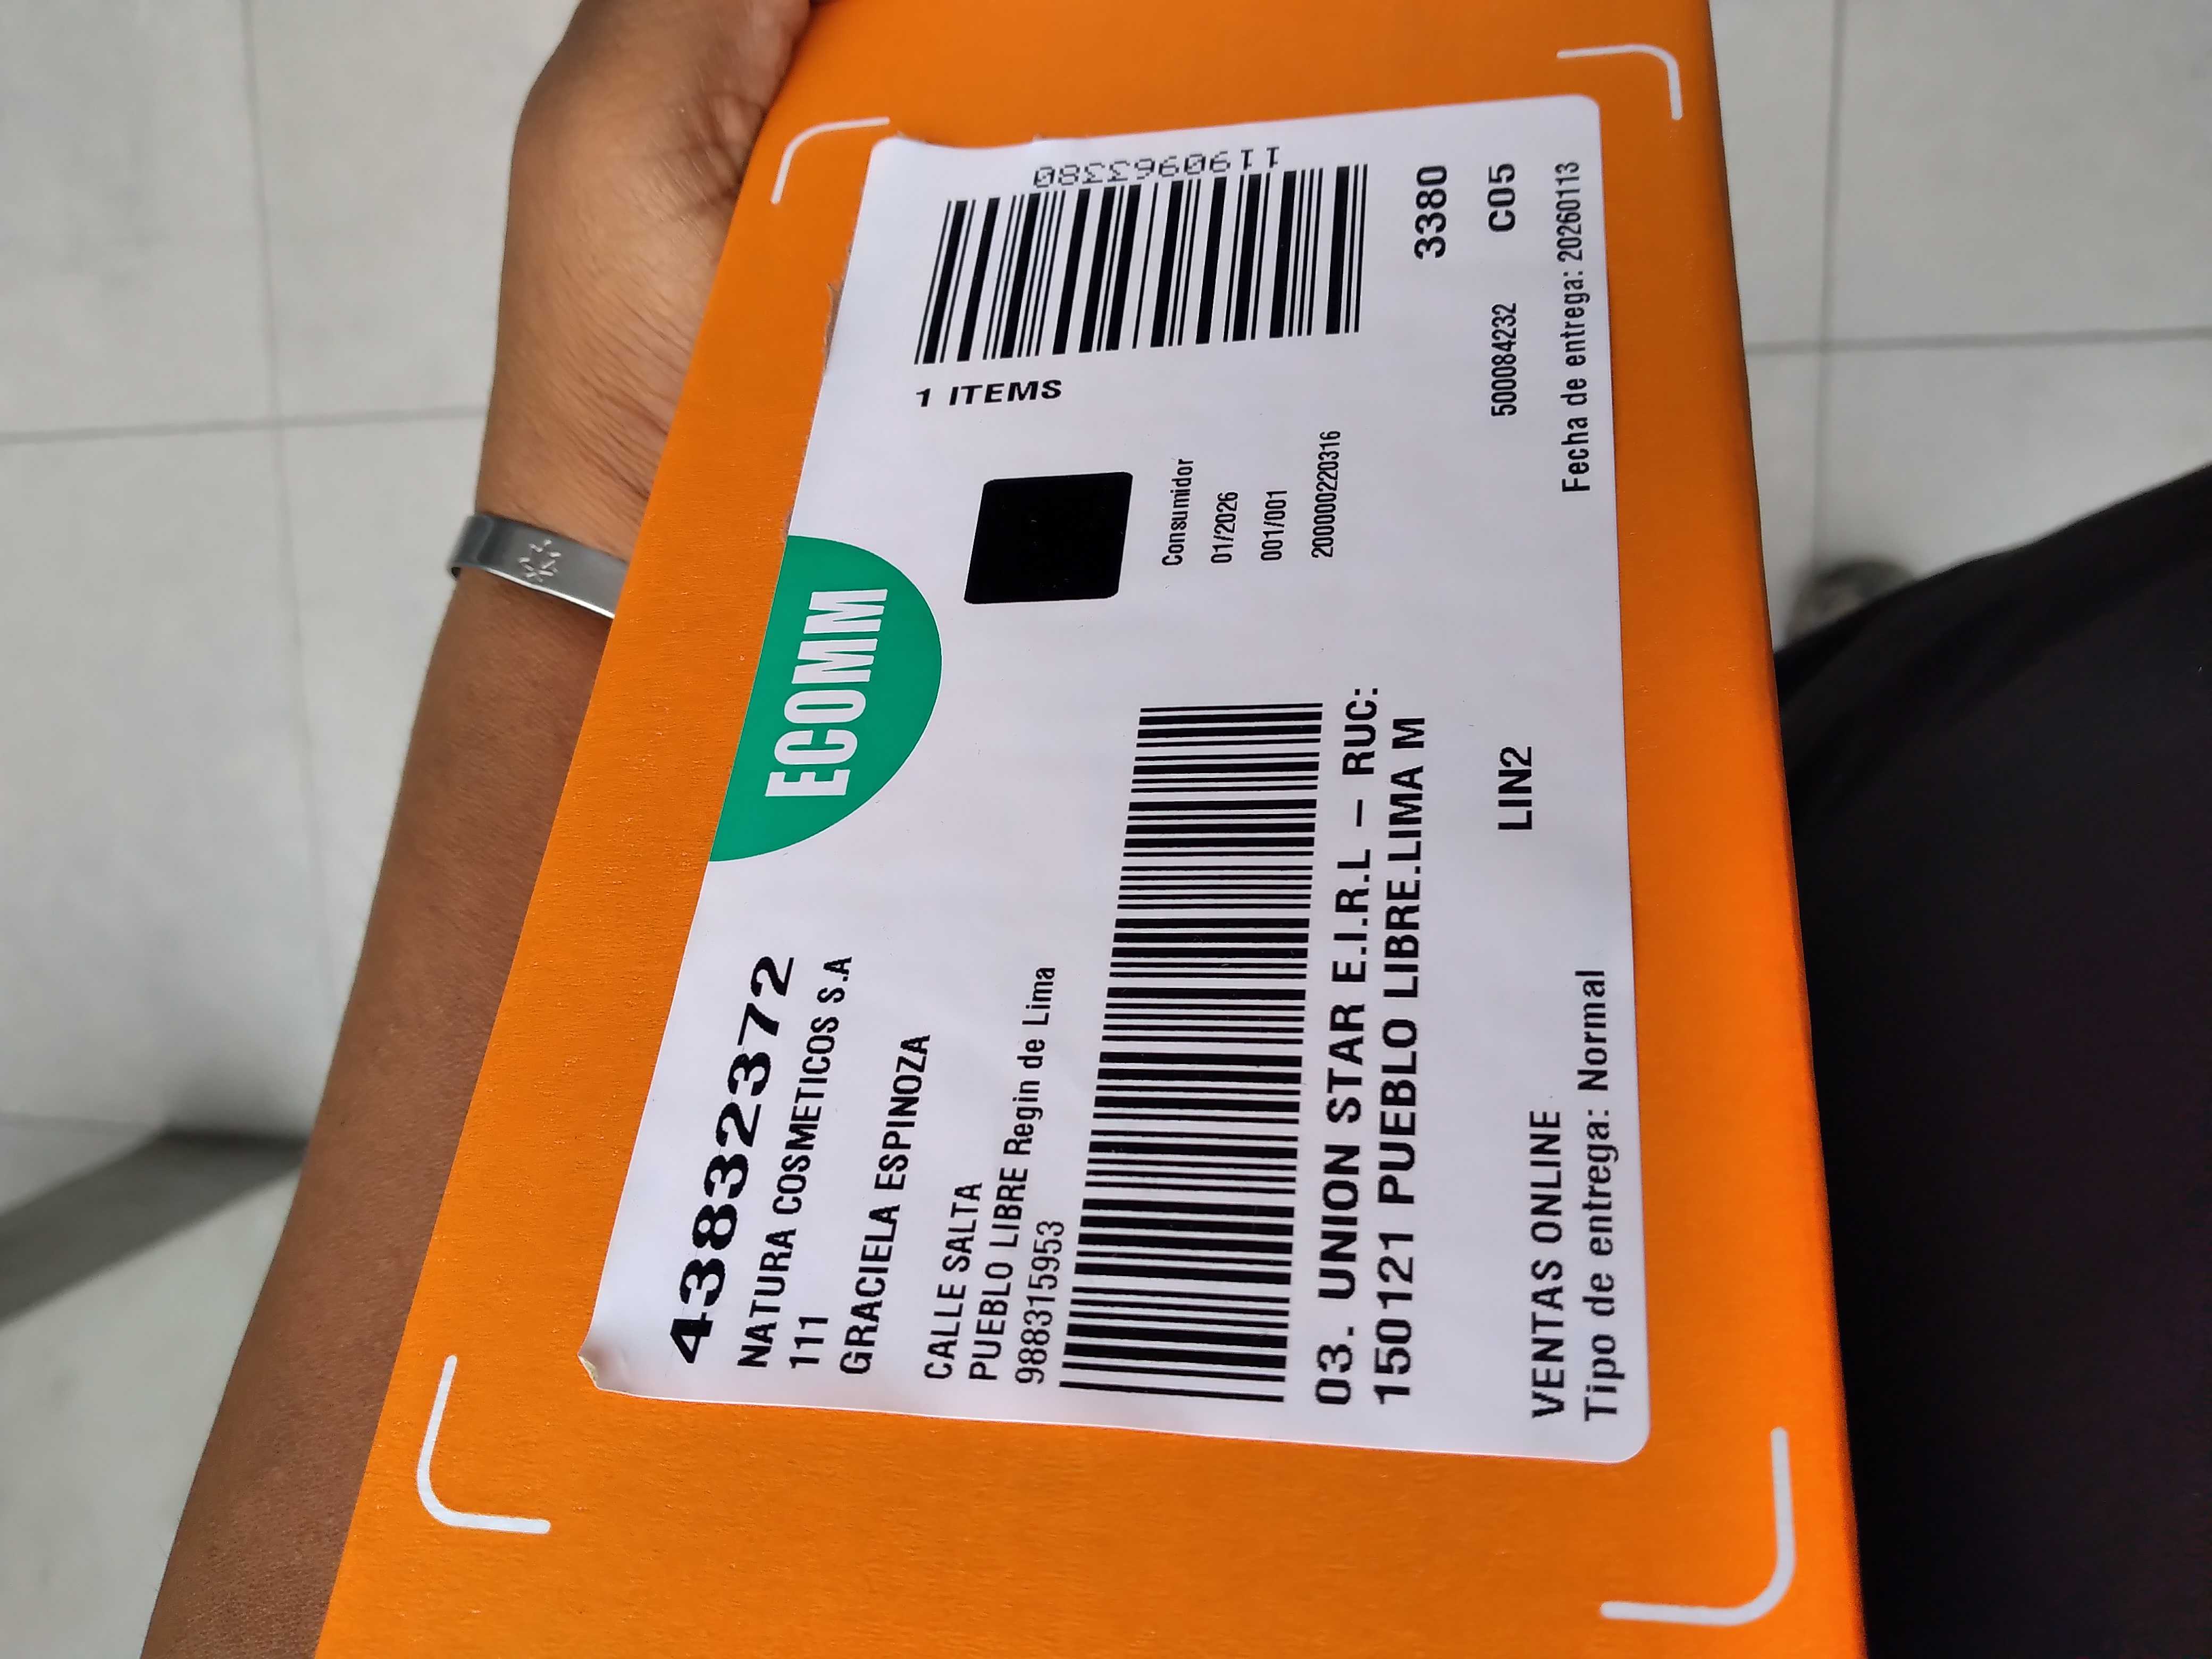 43832372
NATURA COSMETICOS S.A
111
GRACIELA ESPINOZA
CALLE SALTA
PUEBLO LIBRE Regin de Lima
988315953
ECOMM
1 ITEMS
1190963380
Consumidor
01/2026
001/001
2000002220316
03. UNION STAR E.I.R.L – RUC:
150121 PUEBLO LIBRE.LIMA M
3380
VENTAS ONLINE
LIN2
500084232
C05
Tipo de entrega: Normal
Fecha de entrega: 20260113